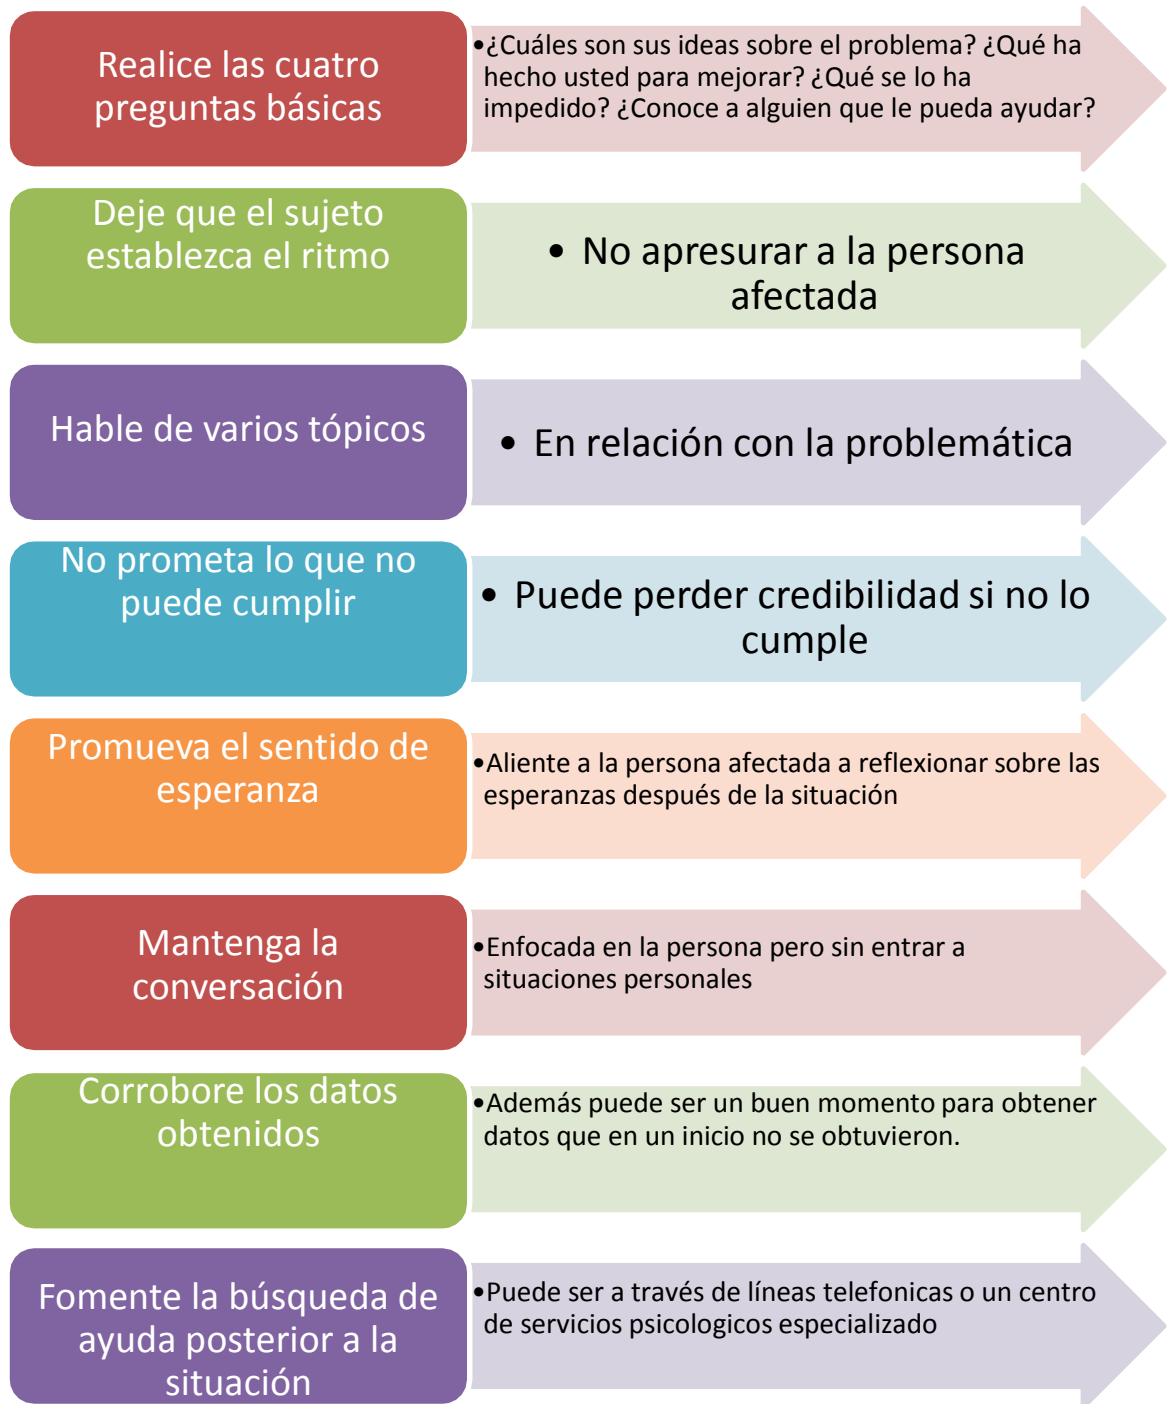 Realice las cuatro
preguntas básicas
•¿Cuáles son sus ideas sobre el problema? ¿Qué ha
hecho usted para mejorar? ¿Qué se lo ha
impedido? ¿Conoce a alguien que le pueda ayudar?
Deje que el sujeto
establezca el ritmo
• No apresurar a la persona
afectada
Hable de varios tópicos
• En relación con la problemática
No prometa lo que no
puede cumplir
• Puede perder credibilidad si no lo
cumple
Promueva el sentido de
esperanza
•Aliente a la persona afectada a reflexionar sobre las
esperanzas después de la situación
Mantenga la
conversación
•Enfocada en la persona pero sin entrar a
situaciones personales
Corrobore los datos
obtenidos
•Además puede ser un buen momento para obtener
datos que en un inicio no se obtuvieron.
Fomente la búsqueda de
ayuda posterior a la
situación
•Puede ser a través de líneas telefonicas o un centro
de servicios psicologicos especializado